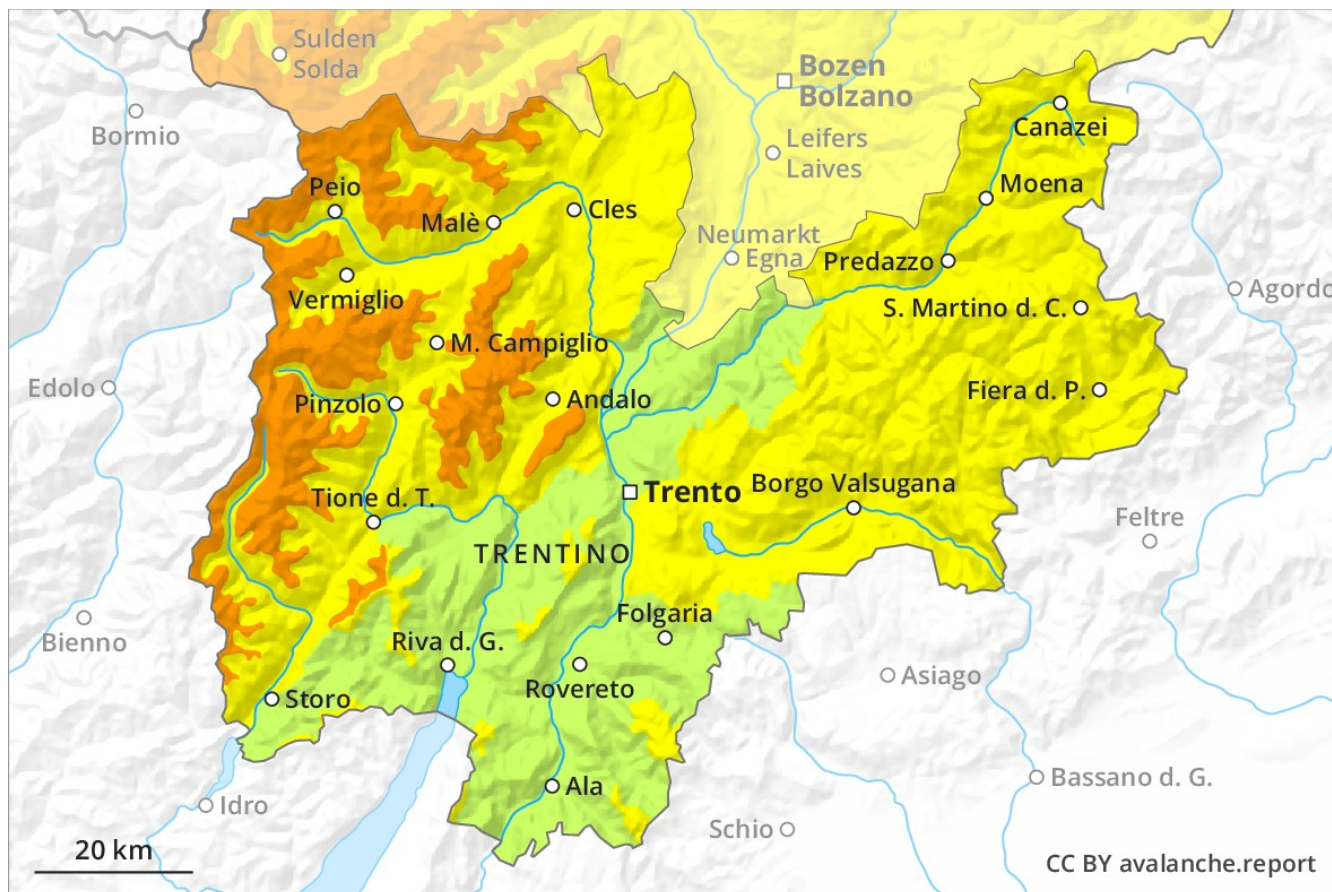 Sulden
Solda
Bozen
Bolzano
Bormio
Leifers
Laives
Canazei
Peio
Malè
Cles
Moena
Neumarkt
Egna
Vermiglio
Predazzo
S. Martino d. C.
Agordo
M. Campiglio
Edolo
Pinzolo
Andalo
Fiera d. P.
Tione d. T.
Trento
Borgo Valsugana
Feltre
TRENTINO
Bienno
Folgaria
Riva d. G.
Rovereto
Asiago
Storo
Ala
Bassano d. G.
Idro
Schio
20 km
CC BY avalanche.report